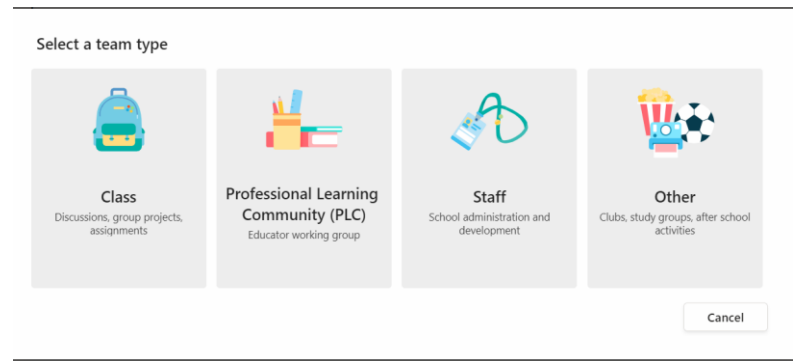 Select a team type
Class
Discussions, group projects,
assignments
Professional Learning
Community (PLC)
Educator working group
Staff
School administration and
development
Other
Clubs, study groups, after school
activities
Cancel